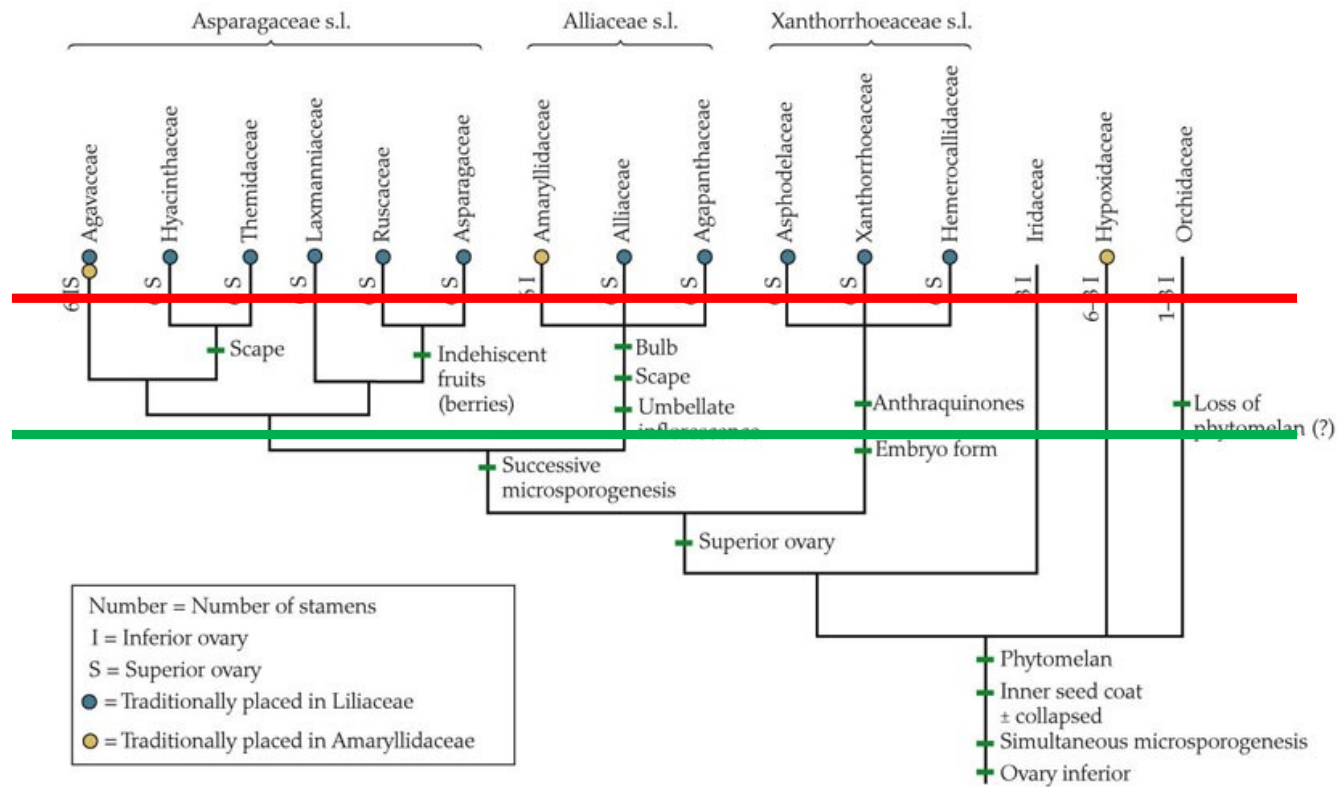 Asparagaceae s.l.
Alliaceae s.l.
Xanthorrhoeaceae s.l.
Agavaceae
Hyacinthaceae
Themidaceae
Laxmanniaceae
Ruscaceae
Asparagaceae
Amaryllidaceae
Alliaceae
Agapanthaceae
Asphodelaceae
Xanthorrhoeaceae
Hemerocallidaceae
Iridaceae
Hypoxidaceae
Orchidaceae
IS
S
S
S
S
S
I
S
S
S
S
S
I
I
I
Scape
Indehiscent
fruits
(berries)
Bulb
Scape
Umbellate
inflorescence
Anthraquinones
Embryo form
Loss of
phytomelan (?)
Successive
microsporogenesis
Superior ovary
Phytomelan
Inner seed coat
± collapsed
Simultaneous microsporogenesis
Ovary inferior
Number = Number of stamens
I = Inferior ovary
S = Superior ovary
= Traditionally placed in Liliaceae
= Traditionally placed in Amaryllidaceae